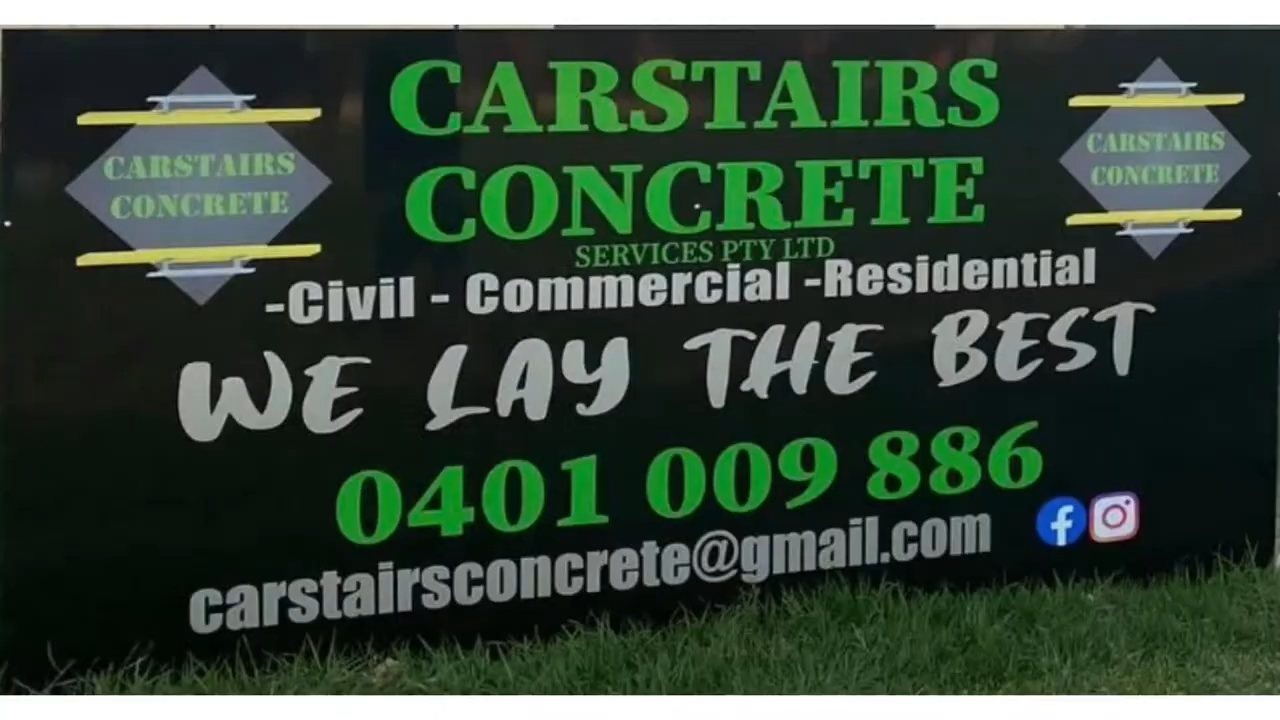 CARSTAIRS
CONCRETE
SERVICES PTY LTD
CARSTAIRS
CONCRETE
CARSTAIRS
CONCRETE
-Civil - Commercial -Residential
WE LAY THE BEST
0401 009 886
carstairsconcrete@gmail.com